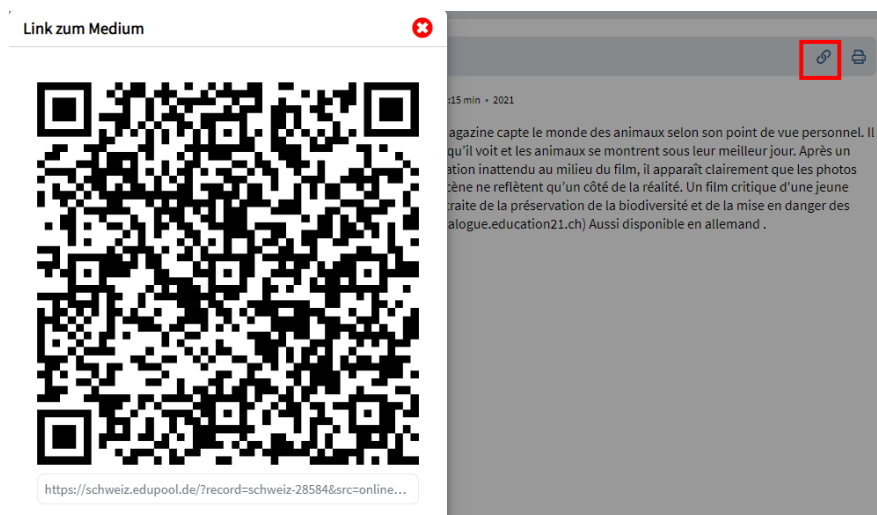 Link zum Medium
:15 min • 2021
agazine capte le monde des animaux selon son point de vue personnel. Il
qu'il voit et les animaux se montrent sous leur meilleur jour. Après un
ation inattendu au milieu du film, il apparaît clairement que les photos
cène ne reflètent qu'un côté de la réalité. Un film critique d'une jeune
traite de la préservation de la biodiversité et de la mise en danger des
alogue.education21.ch) Aussi disponible en allemand .
https://schweiz.edupool.de/?record=schweiz-28584&src=online...